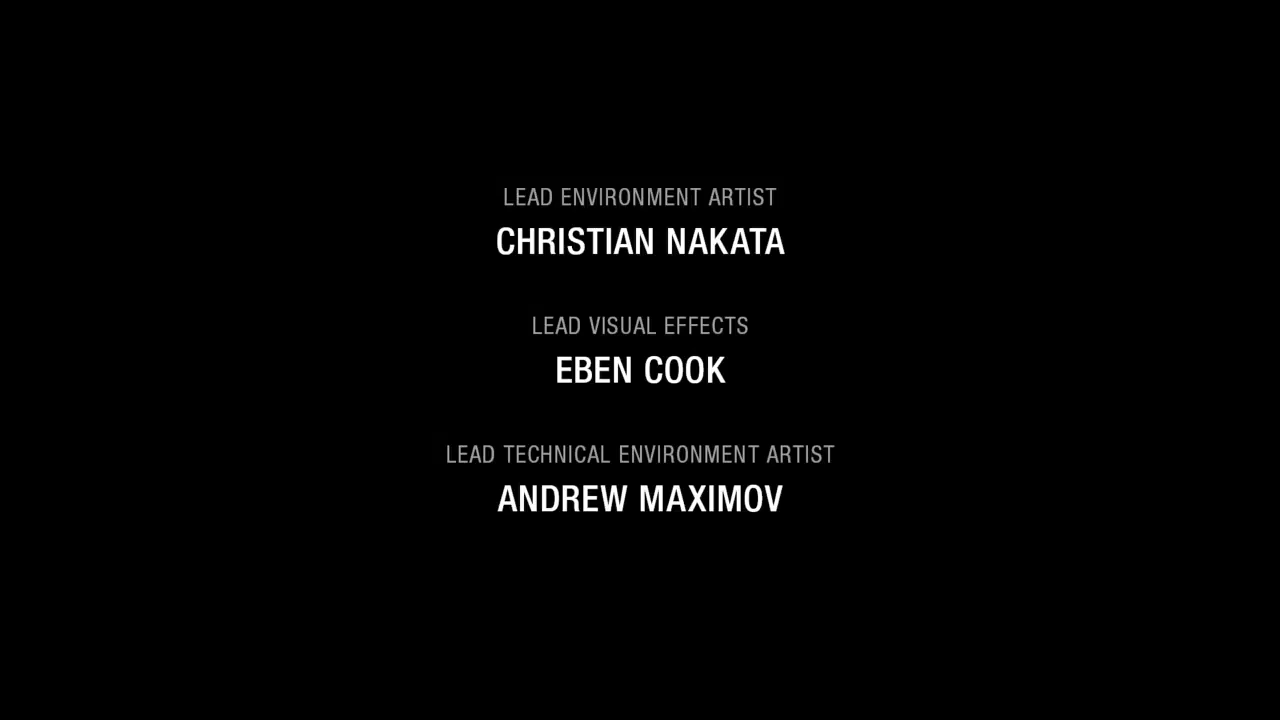 LEAD ENVIRONMENT ARTIST
CHRISTIAN NAKATA
LEAD VISUAL EFFECTS
EBEN COOK
LEAD TECHNICAL ENVIRONMENT ARTIST
ANDREW MAXIMOV